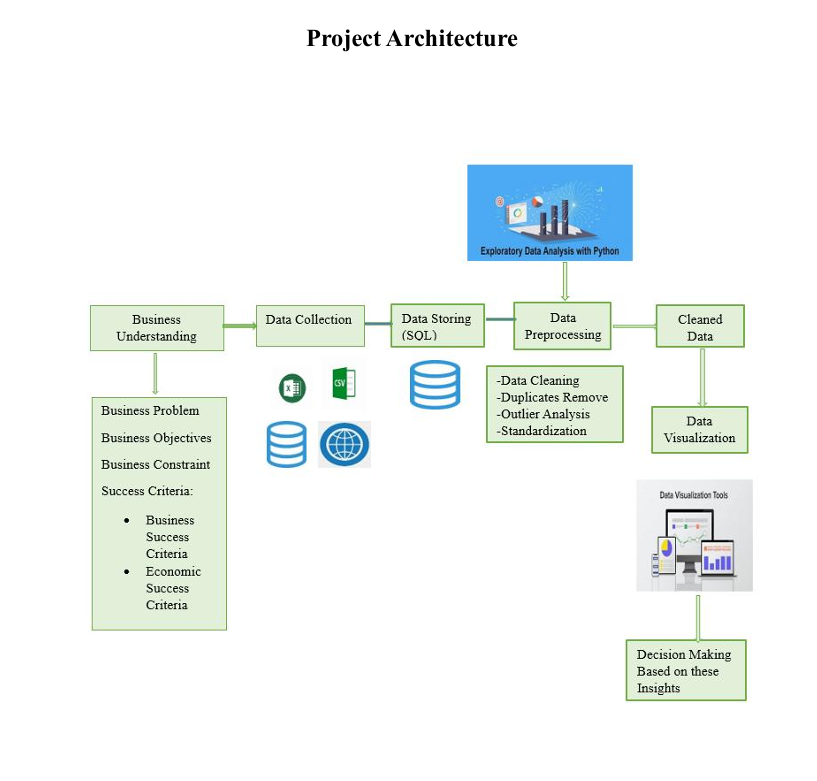 Project Architecture
Exploratory Data Analysis with Python
Business
Understanding
Data Collection
Data Storing
(SQL)
Data
Preprocessing
Cleaned
Data
CSV
X
-Data Cleaning
-Duplicates Remove
-Outlier Analysis
-Standardization
Business Problem
Business Objectives
Business Constraint
Success Criteria:
• Business
Success
Criteria
• Economic
Success
Criteria
Data
Visualization
Data Visualization Tools
Decision Making
Based on these
Insights